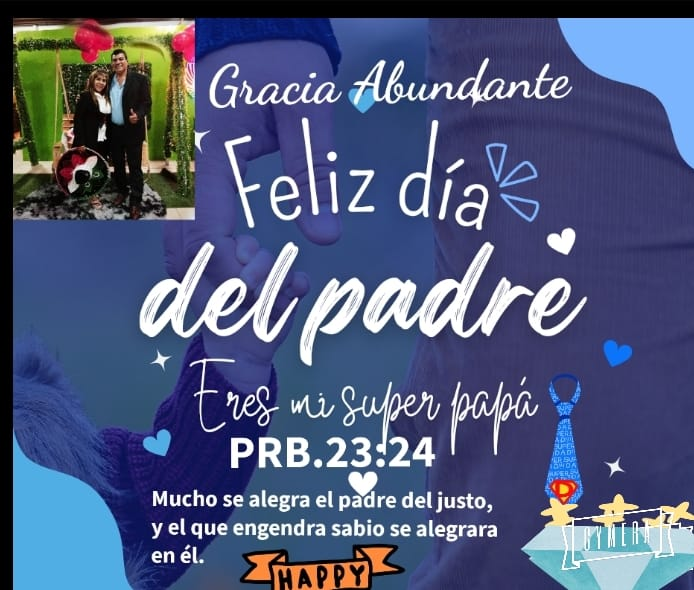 Gracia Abundante
Feliz día
del padre
Eres mi super papá
PRB.23:24
Mucho se alegra el padre del justo,
y el que engendra sabio se alegrara
en él.
HAPPY
D
CYMERA